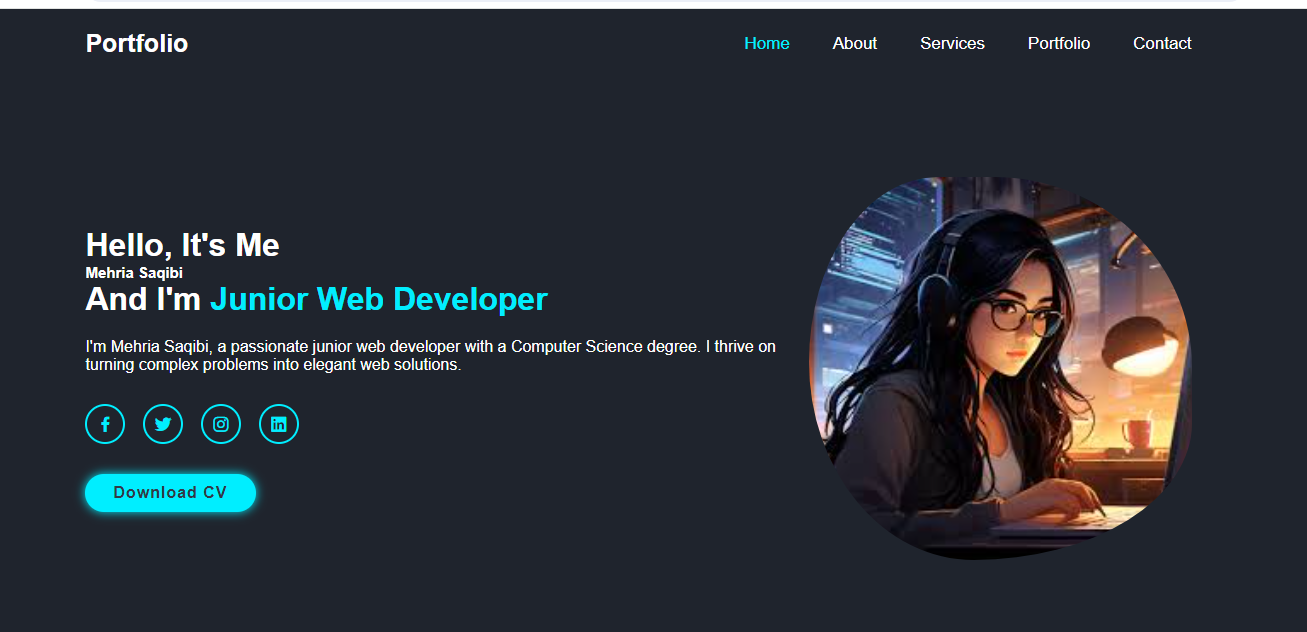 Portfolio
Home About Services Portfolio Contact
Hello, It's Me
Mehria Saqibi
And I'm Junior Web Developer
I'm Mehria Saqibi, a passionate junior web developer with a Computer Science degree. I thrive on
turning complex problems into elegant web solutions.
Download CV